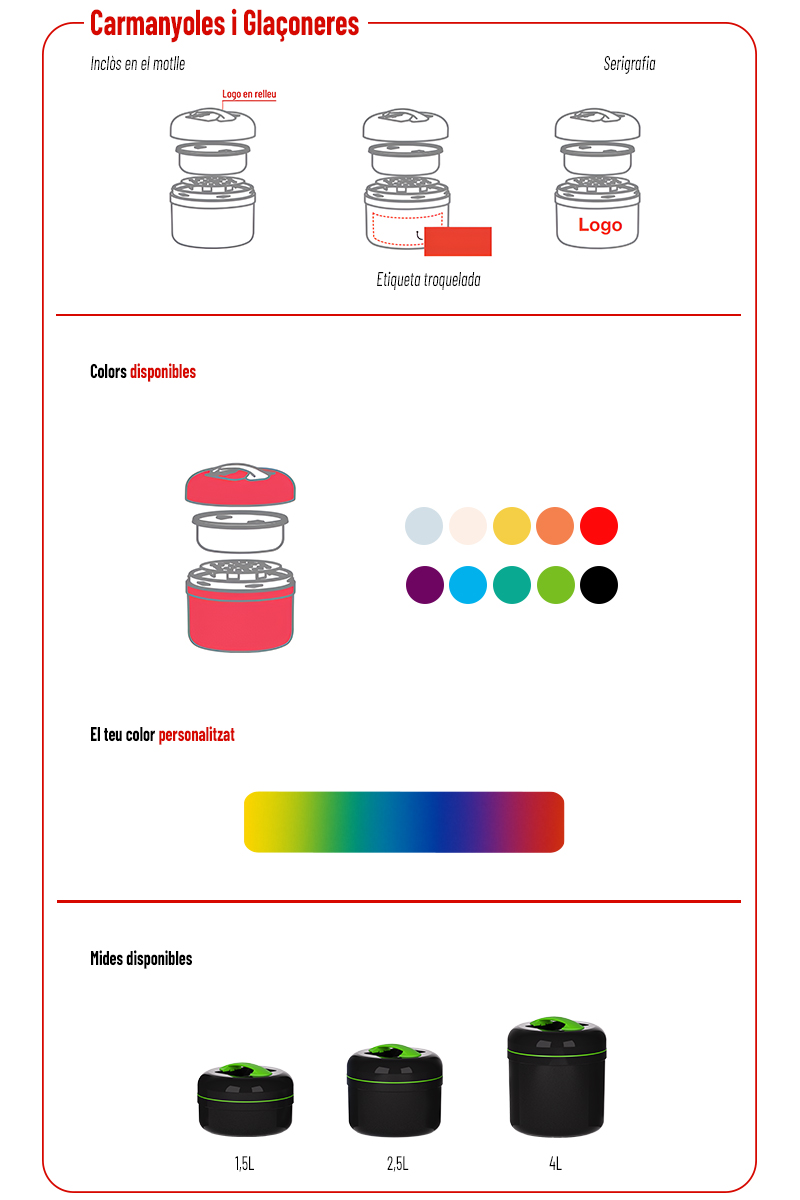 Carmanyoles i Glaçoneres
Inclòs en el motlle
Serigrafia
Logo en relleu
Logo
Etiqueta troquelada
Colors disponibles
El teu color personalitzat
Mides disponibles
1,5L
2,5L
4L